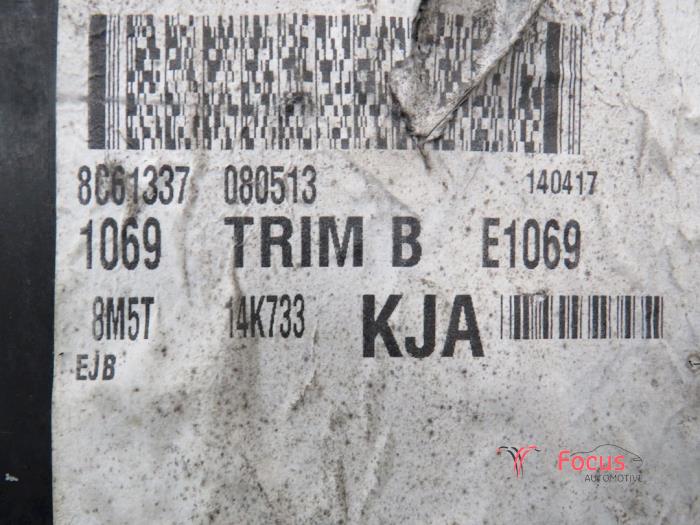 8C61337 080513 140417
1069 TRIM B E1069
8M5T 14K733 KJA
EJB
Focus
AUTOMOTIVE